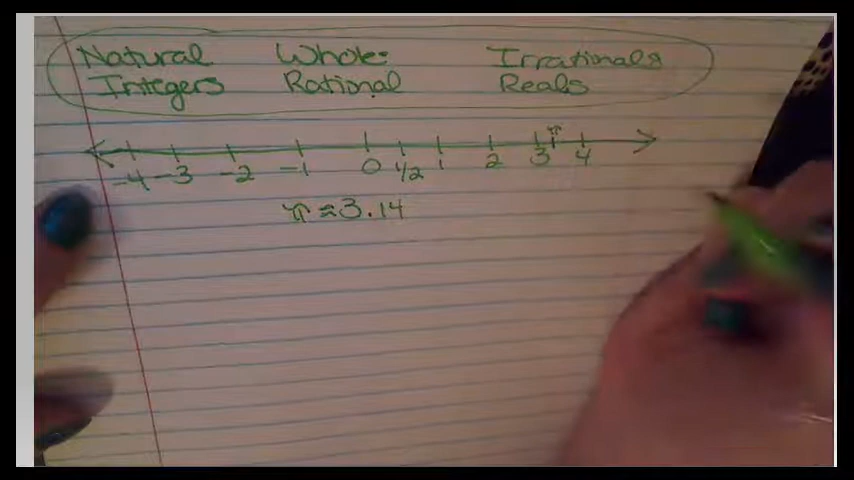 Natural Whole Irrationals
Integers Rational Reals
π
-4 -3 -2 -1 0 1/2 1 2 3 4
π ≈ 3.14